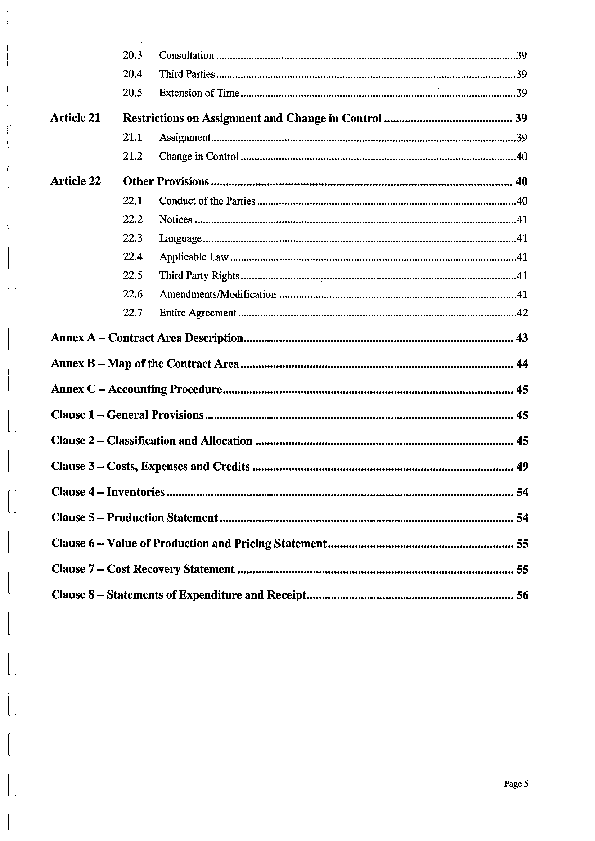 20.3 Consultation 39
20.4 Third Parties 39
20.5 Extension of Time 39
Article 21 Restrictions on Assignment and Change in Control 39
21.1 Assignment 39
21.2 Change in Control 40
Article 22 Other Provisions 40
22.1 Conduct of the Parties 40
22.2 Notices 41
22.3 Language 41
22.4 Applicable Law 41
22.5 Third Party Rights 41
22.6 Amendments/Modification 41
22.7 Entire Agreement 42
Annex A – Contract Area Description 43
Annex B – Map of the Contract Area 44
Annex C – Accounting Procedure 45
Clause 1 – General Provisions 45
Clause 2 – Classification and Allocation 45
Clause 3 – Costs, Expenses and Credits 49
Clause 4 – Inventories 54
Clause 5 – Production Statement 54
Clause 6 – Value of Production and Pricing Statement 55
Clause 7 – Cost Recovery Statement 55
Clause 8 – Statements of Expenditure and Receipt 56
Page 5